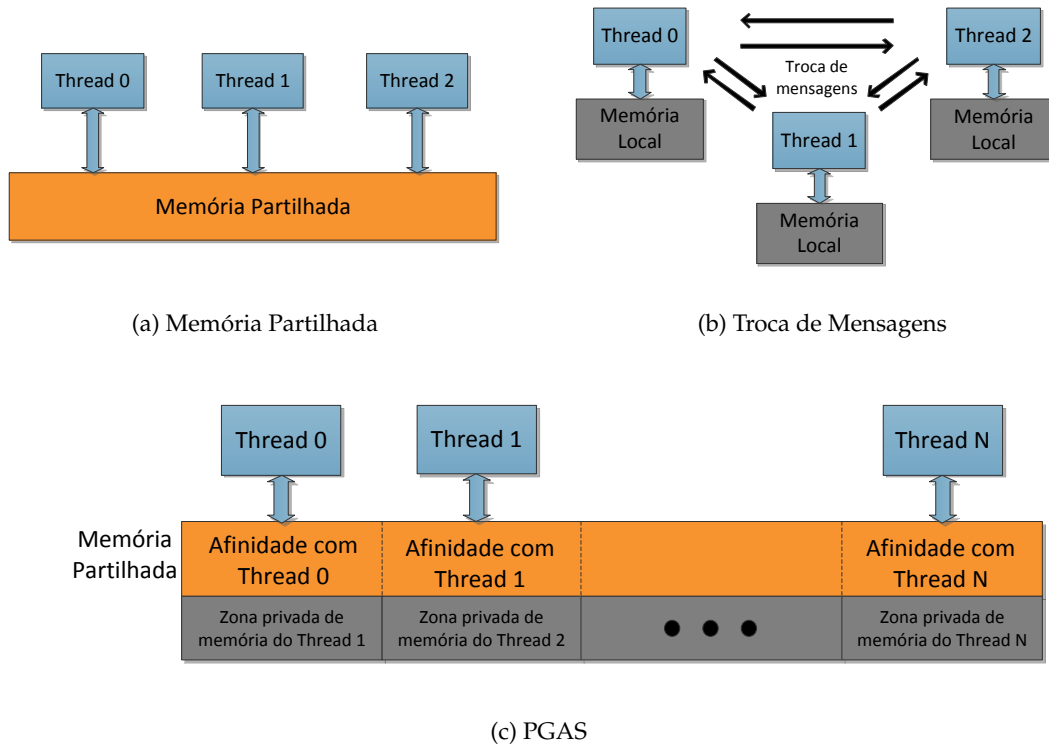 Thread 0
Thread 1
Thread 2
Memória Partilhada
(a) Memória Partilhada
Thread 0
Thread 2
Troca de
mensagens
Memória
Local
Thread 1
Memória
Local
Memória
Local
(b) Troca de Mensagens
Thread 0
Thread 1
Thread N
Memória
Partilhada
Afinidade com
Thread 0
Afinidade com
Thread 1
Afinidade com
Thread N
Zona privada de
memória do Thread 1
Zona privada de
memória do Thread 2
Zona privada de
memória do Thread N
(c) PGAS